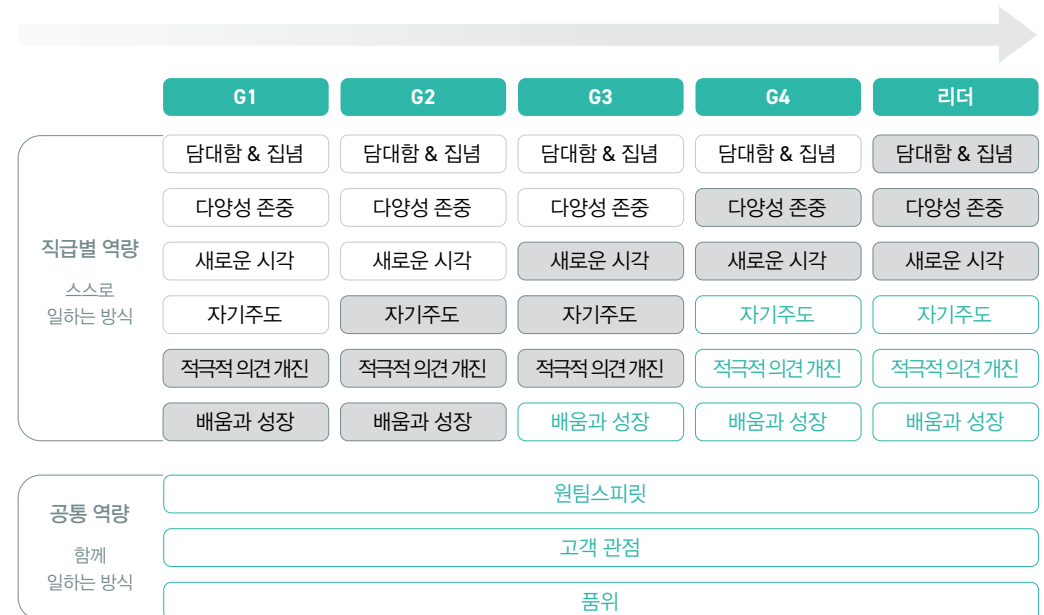 G1 G2 G3 G4 리더
담대함 & 집념 담대함 & 집념 담대함 & 집념 담대함 & 집념 담대함 & 집념
다양성 존중 다양성 존중 다양성 존중 다양성 존중 다양성 존중
직급별 역량
새로운 시각 새로운 시각 새로운 시각 새로운 시각 새로운 시각
스스로
일하는 방식
자기주도 자기주도 자기주도 자기주도 자기주도
적극적 의견 개진 적극적 의견 개진 적극적 의견 개진 적극적 의견 개진 적극적 의견 개진
배움과 성장 배움과 성장 배움과 성장 배움과 성장 배움과 성장
공통 역량
함께
일하는 방식
원팀스피릿
고객 관점
품위